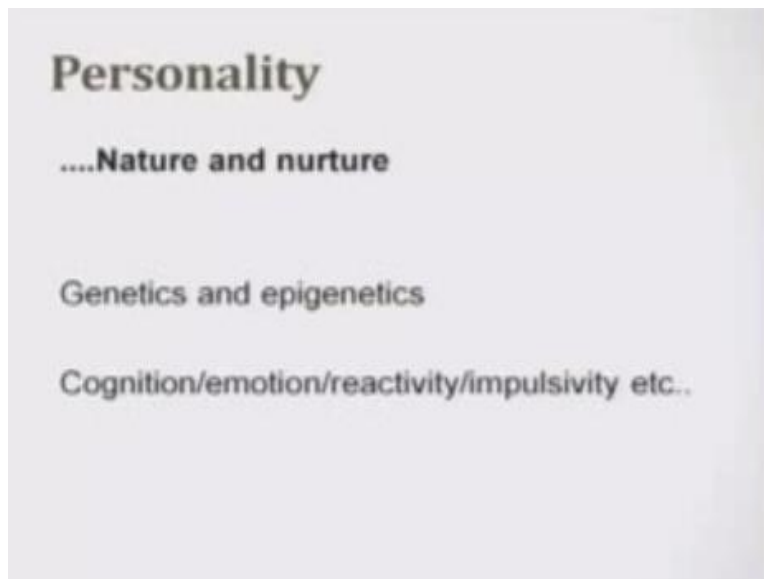 Personality
....Nature and nurture
Genetics and epigenetics
Cognition/emotion/reactivity/impulsivity etc..